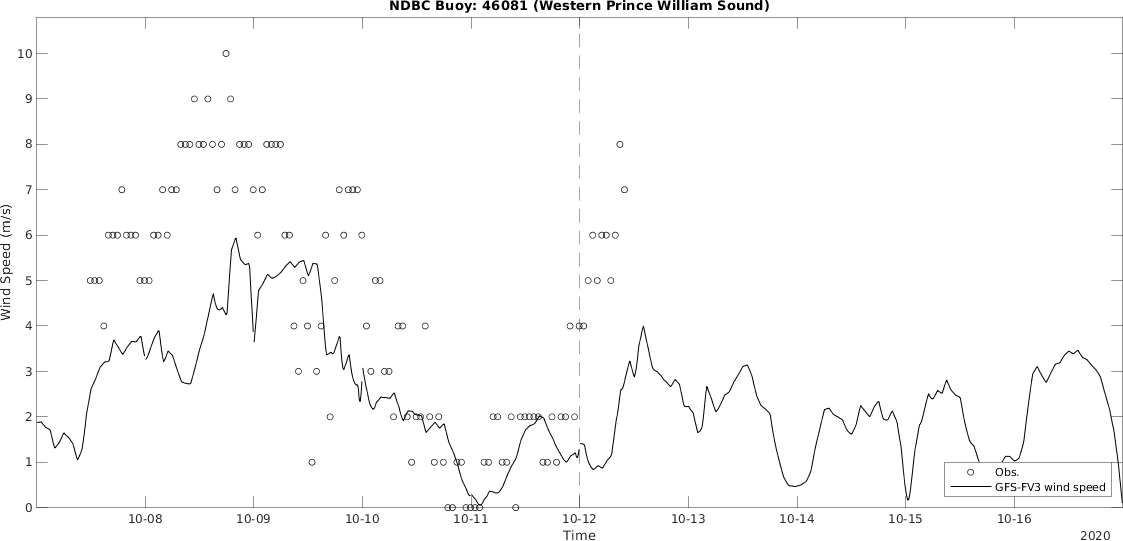 NDBC Buoy: 46081 (Western Prince William Sound)
10
9
8
7
6
5
4
3
2
1
0
Wind Speed (m/s)
Obs.
GFS-FV3 wind speed
10-08 10-09 10-10 10-11 10-12 10-13 10-14 10-15 10-16
Time
2020